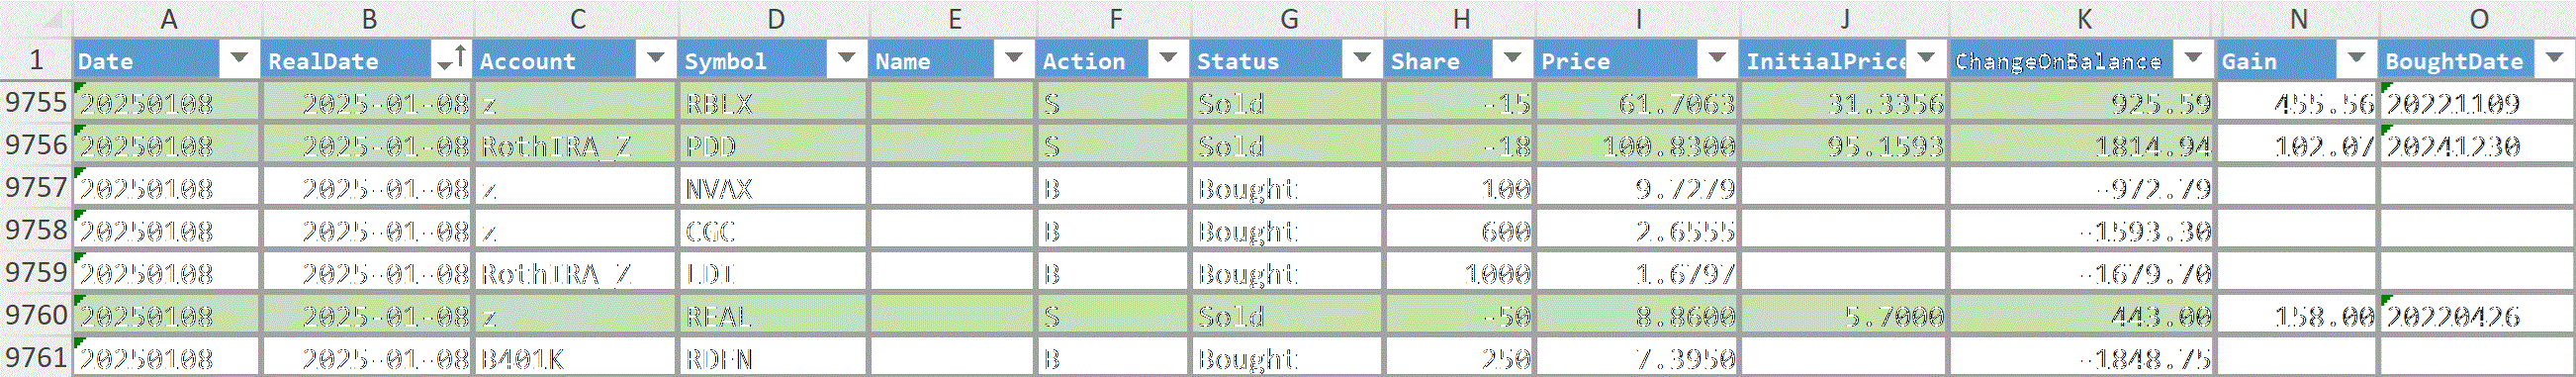 A B C D E F G H I J K N O
1 Date RealDate Account Symbol Name Action Status Share Price InitialPrice ChangeOnBalance Gain BoughtDate
9755 20250108 2025-01-08 z RBLX S Sold -15 61.7063 31.3356 925.59 455.56 20221109
9756 20250108 2025-01-08 RothIRA_Z PDD S Sold -18 100.8300 95.1593 1814.94 102.07 20241230
9757 20250108 2025-01-08 z NVAX B Bought 100 9.7279 -972.79
9758 20250108 2025-01-08 z CGC B Bought 600 2.6555 -1593.30
9759 20250108 2025-01-08 RothIRA_Z LDI B Bought 1000 1.6797 -1679.70
9760 20250108 2025-01-08 z REAL S Sold -50 8.8600 5.7000 443.00 158.00 20220426
9761 20250108 2025-01-08 B401K RDFN B Bought 250 7.3950 -1848.75